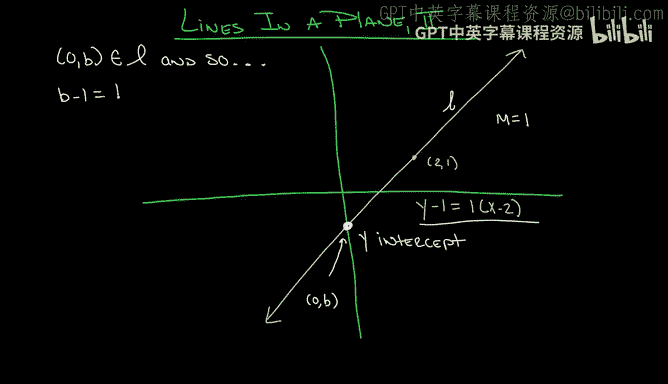 LINES IN A PLANE, II
GPT中英字幕课程资源@bilibili.com
GPT中英字幕课程资源 bilibili
(0,b) ∈ l AND SO...
b-1=1
l
M=1
(2,1)
Y-1=1(X-2)
Y INTERCEPT
(0,b)